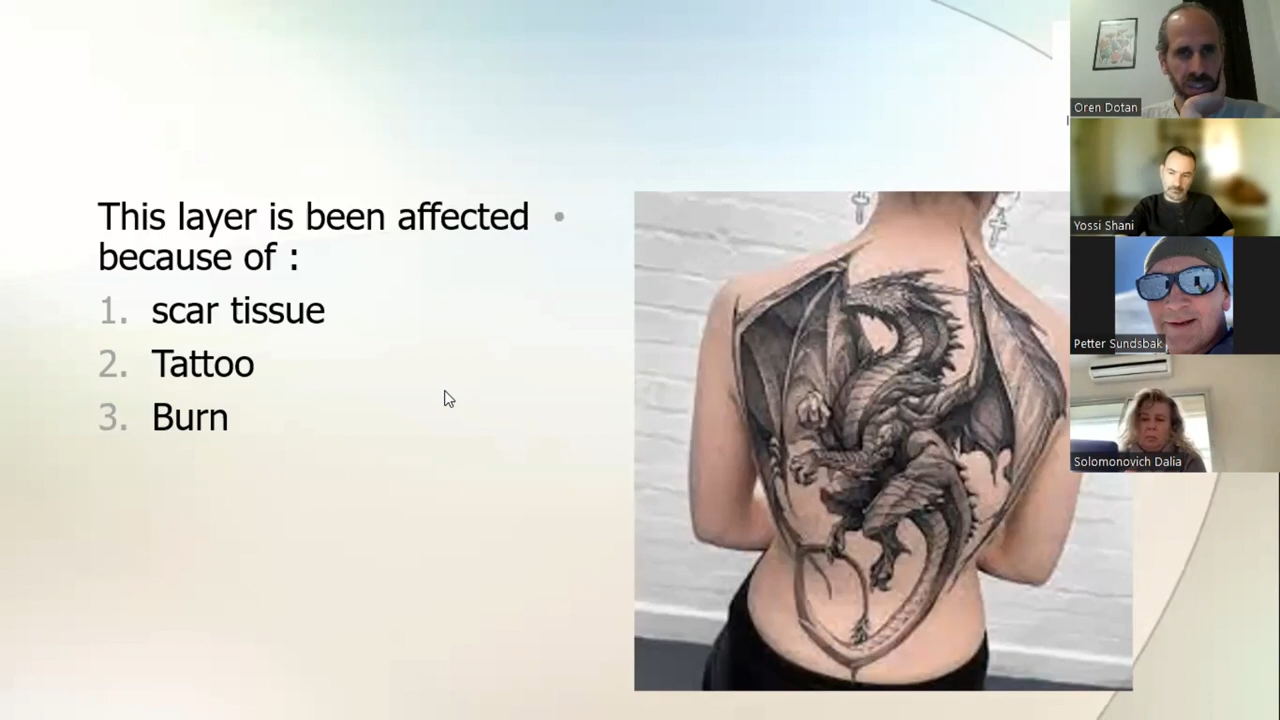 This layer is been affected •
because of :
1. scar tissue
2. Tattoo
3. Burn
Oren Dotan
Yossi Shani
Petter Sundsbak
Solomonovich Dalia